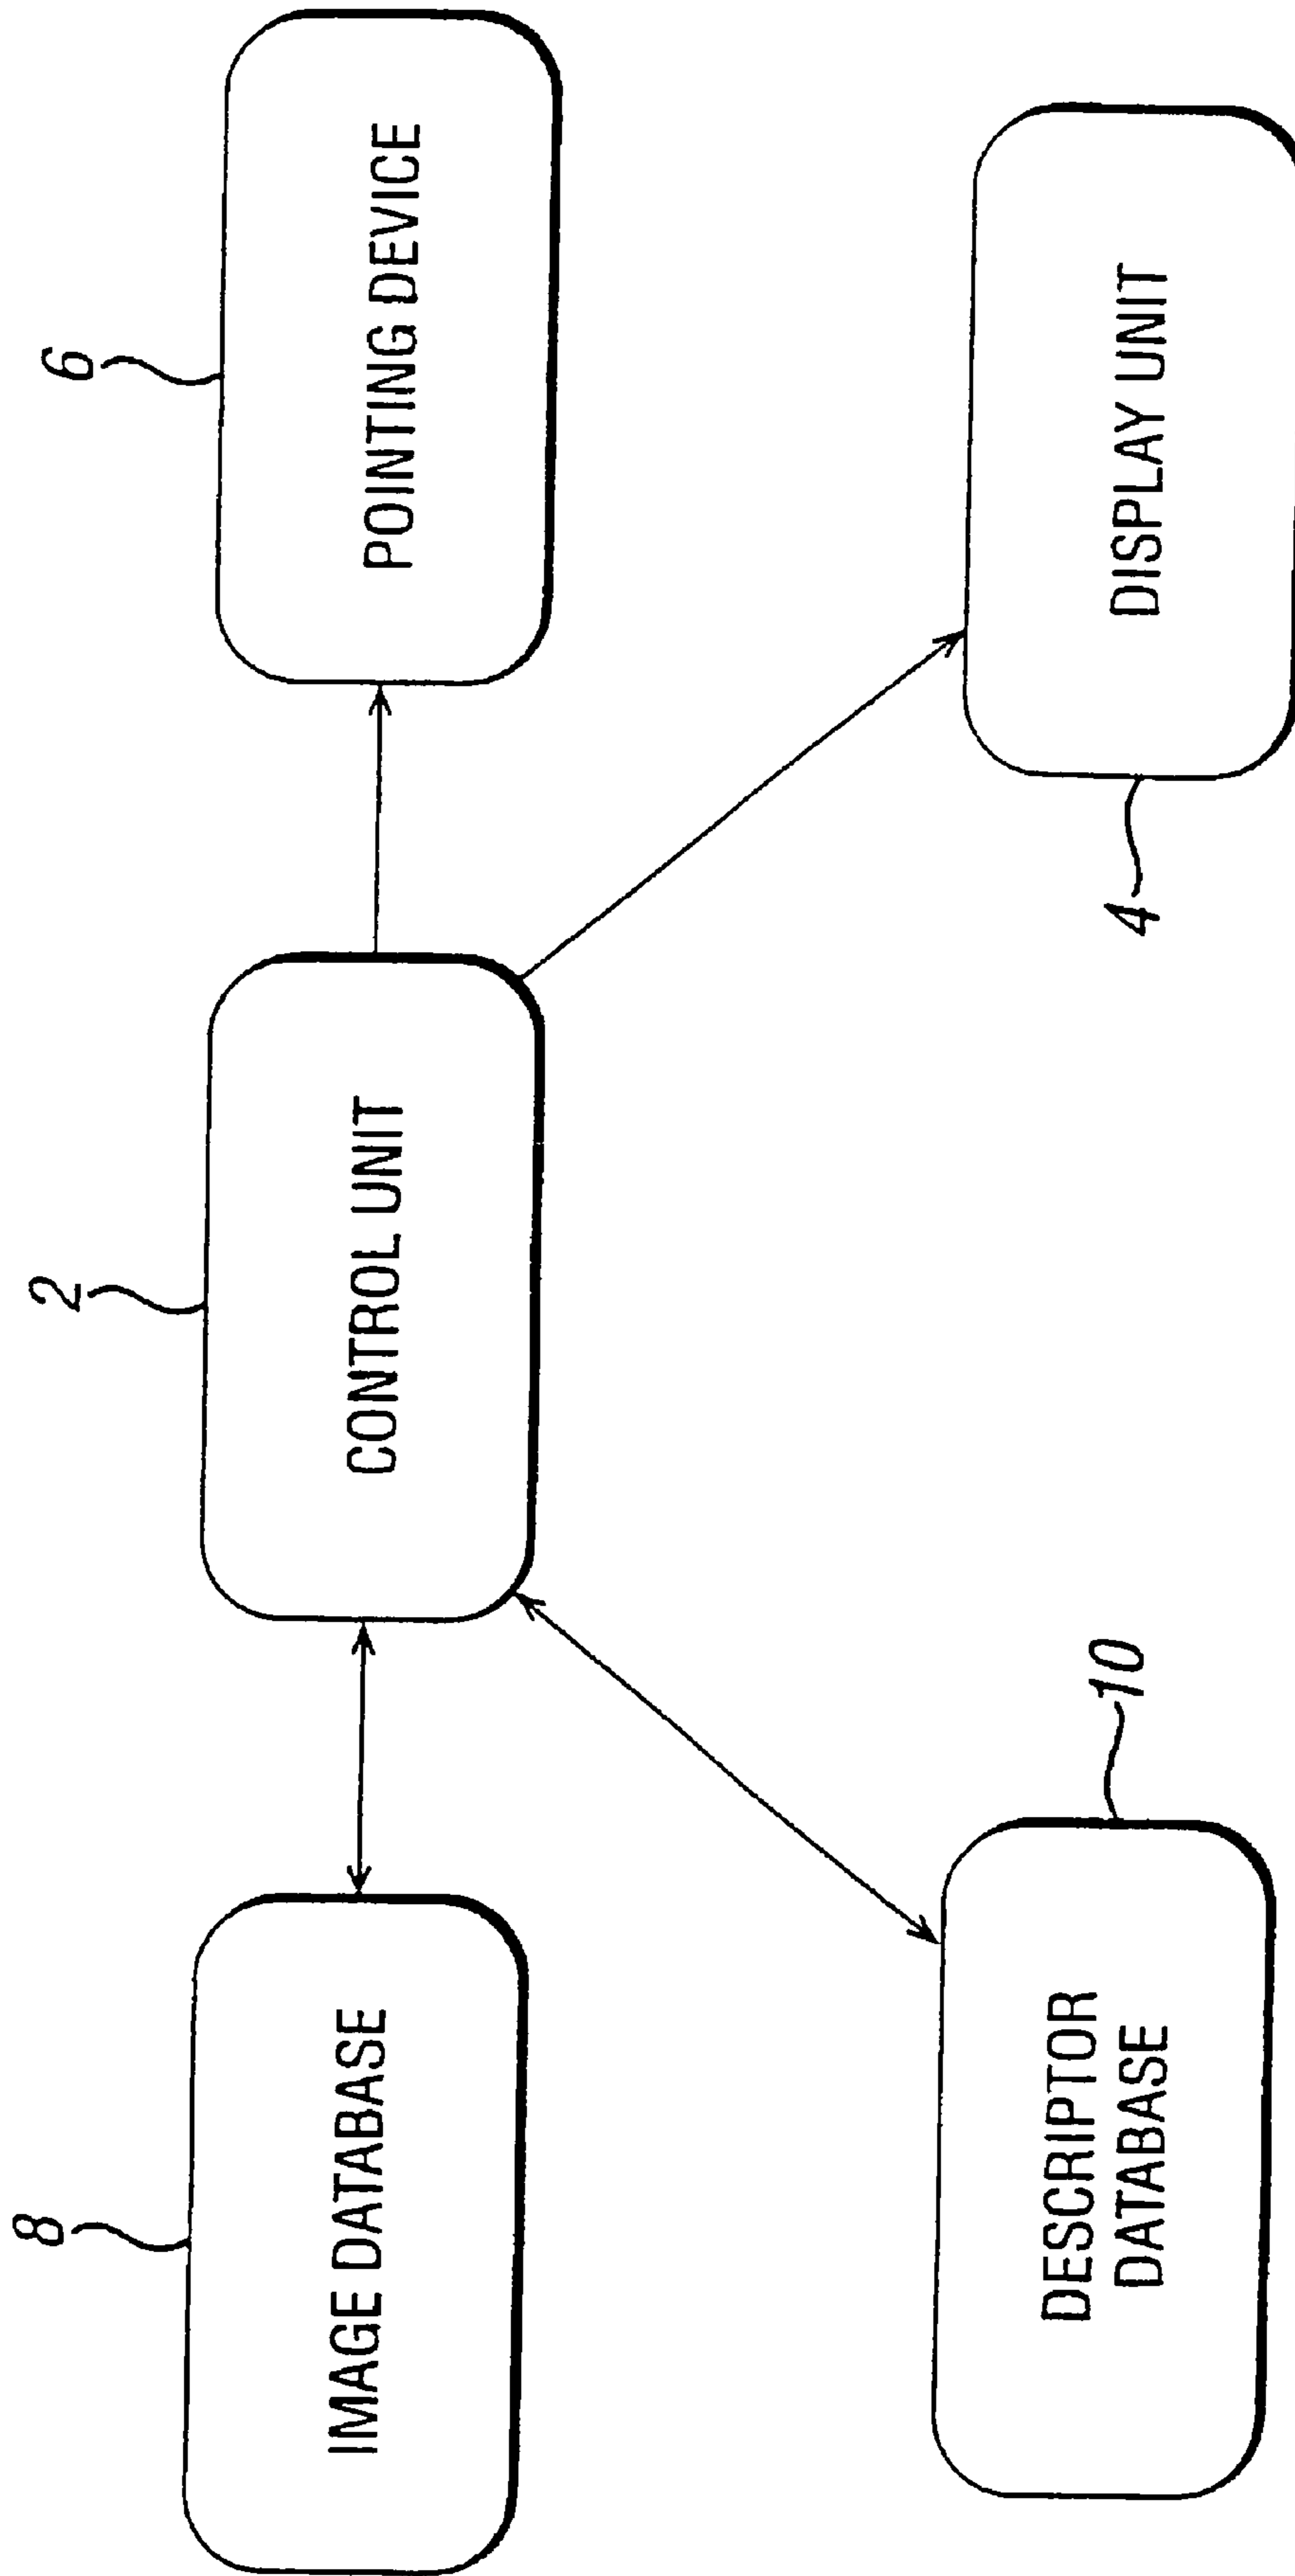 8
IMAGE DATABASE
2
CONTROL UNIT
6
POINTING DEVICE
10
DESCRIPTOR
DATABASE
4
DISPLAY UNIT